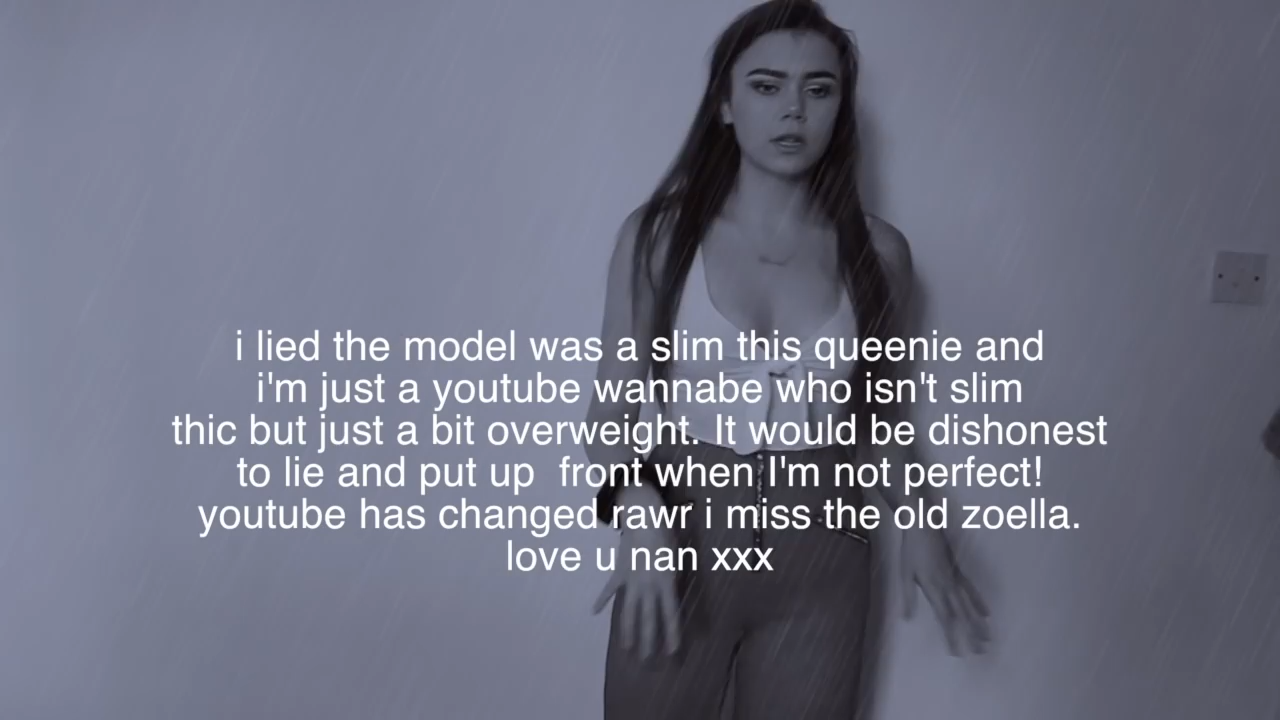 i lied the model was a slim this queenie and
i'm just a youtube wannabe who isn't slim
thic but just a bit overweight. It would be dishonest
to lie and put up  front when I'm not perfect!
youtube has changed rawr i miss the old zoella.
love u nan xxx